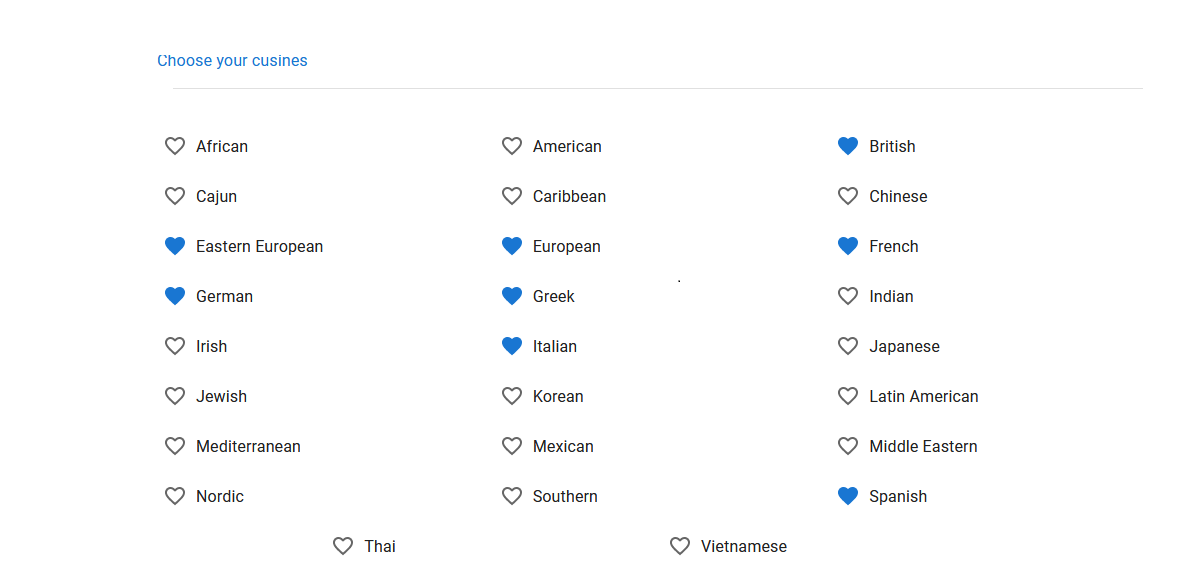 Choose your cusines
African American British
Cajun Caribbean Chinese
Eastern European European French
German Greek Indian
Irish Italian Japanese
Jewish Korean Latin American
Mediterranean Mexican Middle Eastern
Nordic Southern Spanish
Thai Vietnamese